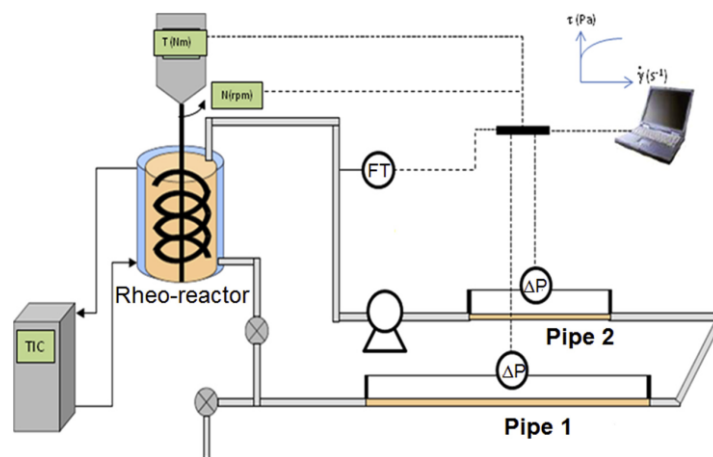 T (Nm)
N(rpm)
τ (Pa)
γ̇ (s⁻¹)
FT
Rheo-reactor
ΔP
Pipe 2
TIC
ΔP
Pipe 1